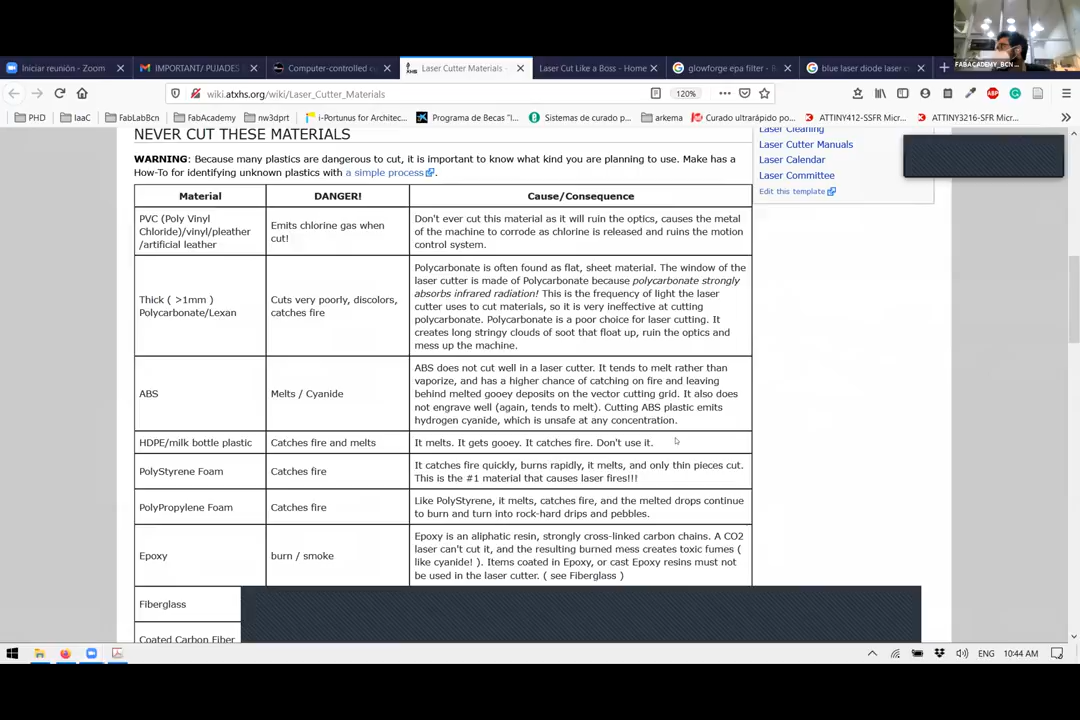 FABACADEMY_BCN ...
Iniciar reunión - Zoom
IMPORTANT/ PUJADES
Computer-controlled c
Laser Cutter Materials -
Laser Cut Like a Boss - Home
glowforge epa filter - B
blue laser diode laser c
wiki.atxhs.org/wiki/Laser_Cutter_Materials
120%
PHD
IaaC
FabLabBcn
FabAcademy
nw3dprt
i-Portunus for Architec...
Programa de Becas "I...
Sistemas de curado p...
arkema
Curado ultrarápido po...
ATTINY412-SSFR Micr...
ATTINY3216-SFR Micr...
NEVER CUT THESE MATERIALS
Laser Cleaning
Laser Cutter Manuals
Laser Calendar
Laser Committee
Edit this template
WARNING: Because many plastics are dangerous to cut, it is important to know what kind you are planning to use. Make has a
How-To for identifying unknown plastics with a simple process.
Material
DANGER!
Cause/Consequence
PVC (Poly Vinyl
Chloride)/vinyl/pleather
/artificial leather
Emits chlorine gas when
cut!
Don't ever cut this material as it will ruin the optics, causes the metal
of the machine to corrode as chlorine is released and ruins the motion
control system.
Thick ( >1mm )
Polycarbonate/Lexan
Cuts very poorly, discolors,
catches fire
Polycarbonate is often found as flat, sheet material. The window of the
laser cutter is made of Polycarbonate because polycarbonate strongly
absorbs infrared radiation! This is the frequency of light the laser
cutter uses to cut materials, so it is very ineffective at cutting
polycarbonate. Polycarbonate is a poor choice for laser cutting. It
creates long stringy clouds of soot that float up, ruin the optics and
mess up the machine.
ABS
Melts / Cyanide
ABS does not cut well in a laser cutter. It tends to melt rather than
vaporize, and has a higher chance of catching on fire and leaving
behind melted gooey deposits on the vector cutting grid. It also does
not engrave well (again, tends to melt). Cutting ABS plastic emits
hydrogen cyanide, which is unsafe at any concentration.
HDPE/milk bottle plastic
Catches fire and melts
It melts. It gets gooey. It catches fire. Don't use it.
PolyStyrene Foam
Catches fire
It catches fire quickly, burns rapidly, it melts, and only thin pieces cut.
This is the #1 material that causes laser fires!!!
PolyPropylene Foam
Catches fire
Like PolyStyrene, it melts, catches fire, and the melted drops continue
to burn and turn into rock-hard drips and pebbles.
Epoxy
burn / smoke
Epoxy is an aliphatic resin, strongly cross-linked carbon chains. A CO2
laser can't cut it, and the resulting burned mess creates toxic fumes (
like cyanide! ). Items coated in Epoxy, or cast Epoxy resins must not
be used in the laser cutter. ( see Fiberglass )
Fiberglass
Coated Carbon Fiber
ENG
10:44 AM